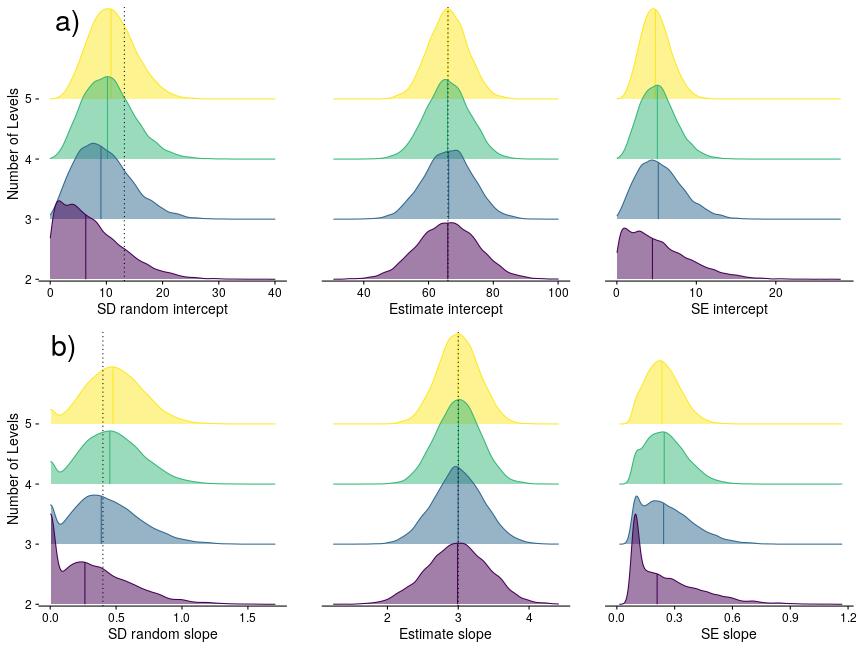 a)
Number of Levels
5
4
3
2
0 10 20 30 40
SD random intercept
40 60 80 100
Estimate intercept
0 10 20
SE intercept
b)
Number of Levels
5
4
3
2
0.0 0.5 1.0 1.5
SD random slope
2 3 4
Estimate slope
0.0 0.3 0.6 0.9 1.2
SE slope